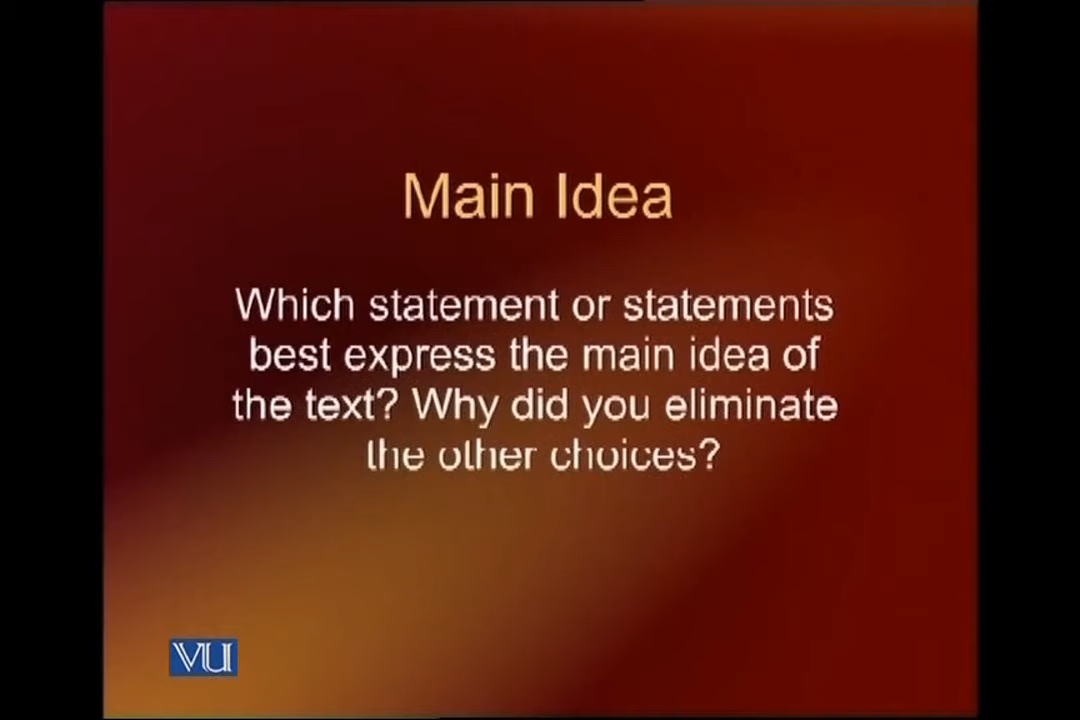 Main Idea
Which statement or statements
best express the main idea of
the text? Why did you eliminate
the other choices?
VU